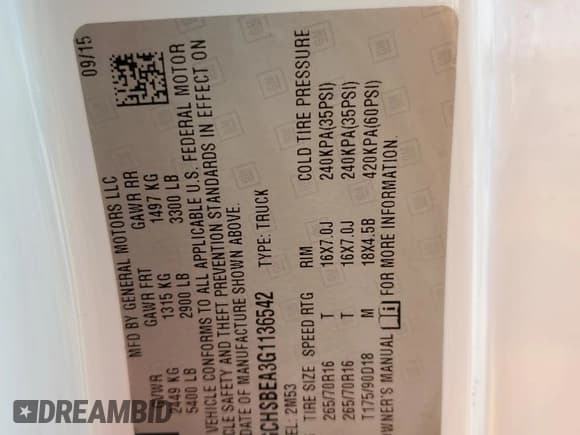 09/15
MFD BY GENERAL MOTORS LLC
GVWR GAWR FRT GAWR RR
2449 KG 1315 KG 1497 KG
5400 LB 2900 LB 3300 LB
VEHICLE CONFORMS TO ALL APPLICABLE U.S. FEDERAL MOTOR
VEHICLE SAFETY AND THEFT PREVENTION STANDARDS IN EFFECT ON
DATE OF MANUFACTURE SHOWN ABOVE.
GCHSBEA3G1136542 TYPE: TRUCK
EL: 2M53
TIRE SIZE SPEED RTG RIM COLD TIRE PRESSURE
265/70R16 T 16X7.0J 240KPA(35PSI)
265/70R16 T 16X7.0J 240KPA(35PSI)
T175/90D18 M 18X4.5B 420KPA(60PSI)
OWNER'S MANUAL i FOR MORE INFORMATION.
GM
DREAMBID